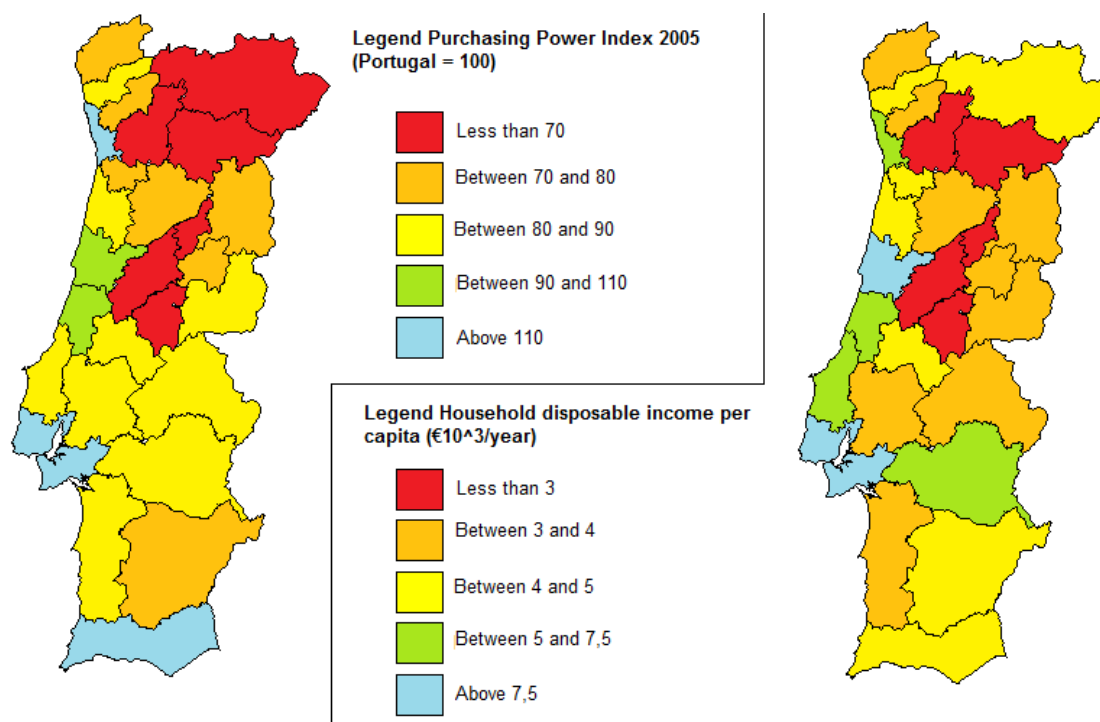 Legend Purchasing Power Index 2005
(Portugal = 100)
Less than 70
Between 70 and 80
Between 80 and 90
Between 90 and 110
Above 110
Legend Household disposable income per
capita (€10^3/year)
Less than 3
Between 3 and 4
Between 4 and 5
Between 5 and 7,5
Above 7,5